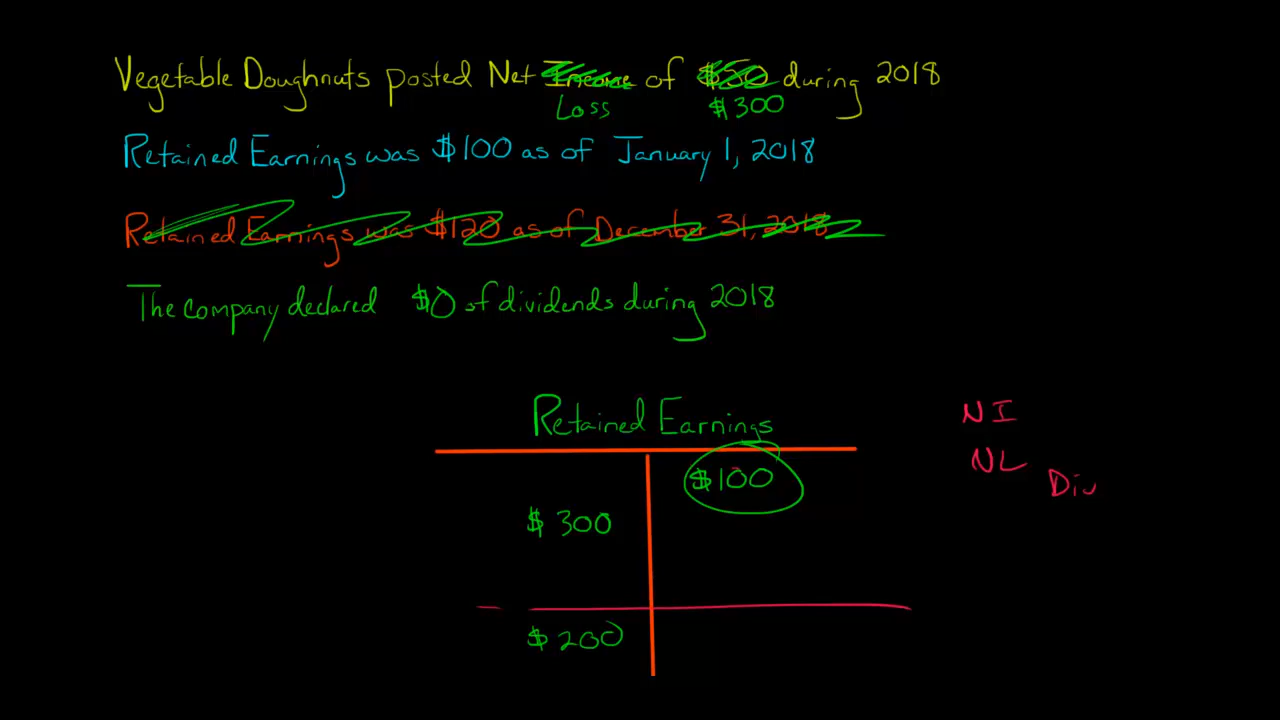 Vegetable Doughnuts posted Net Income of $50 during 2018
Loss $300
Retained Earnings was $100 as of January 1, 2018
Retained Earnings was $120 as of December 31, 2018
The company declared $0 of dividends during 2018
Retained Earnings
NI
NL
$100
Div
$300
$200